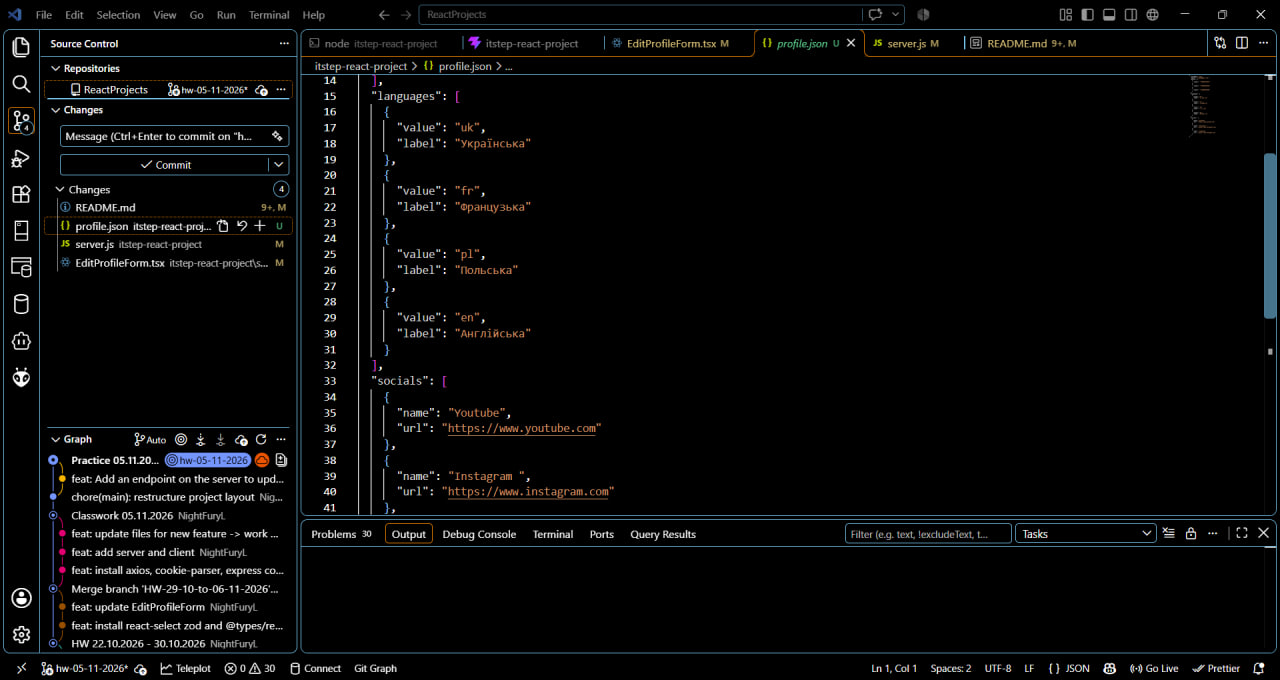 File Edit Selection View Go Run Terminal Help
ReactProjects
Source Control
Repositories
ReactProjects hw-05-11-2026*
Changes
Message (Ctrl+Enter to commit on "h...
Commit
Changes 4
README.md 9+, M
profile.json itstep-react-proj... U
JS server.js itstep-react-project M
EditProfileForm.tsx itstep-react-project\s... M
Graph Auto
Practice 05.11.20... hw-05-11-2026
feat: Add an endpoint on the server to upd...
chore(main): restructure project layout Nig...
Classwork 05.11.2026 NightFuryL
feat: update files for new feature -> work ...
feat: add server and client NightFuryL
feat: install axios, cookie-parser, express co...
Merge branch 'HW-29-10-to-06-11-2026'...
feat: update EditProfileForm NightFuryL
feat: install react-select zod and @types/re...
HW 22.10.2026 - 30.10.2026 NightFuryL
node itstep-react-project
itstep-react-project
EditProfileForm.tsx M
{} profile.json U
JS server.js M
README.md 9+, M
itstep-react-project > {} profile.json > ...
14 ],
15 "languages": [
16 {
17 "value": "uk",
18 "label": "Українська"
19 },
20 {
21 "value": "fr",
22 "label": "Французька"
23 },
24 {
25 "value": "pl",
26 "label": "Польська"
27 },
28 {
29 "value": "en",
30 "label": "Англійська"
31 }
32 ],
33 "socials": [
34 {
35 "name": "Youtube",
36 "url": "https://www.youtube.com"
37 },
38 {
39 "name": "Instagram ",
40 "url": "https://www.instagram.com"
41 },
Problems 30 Output Debug Console Terminal Ports Query Results
Filter (e.g. text, !excludeText, t...
Tasks
hw-05-11-2026* Teleplot 0 30 Connect Git Graph
Ln 1, Col 1 Spaces: 2 UTF-8 LF {} JSON Go Live Prettier